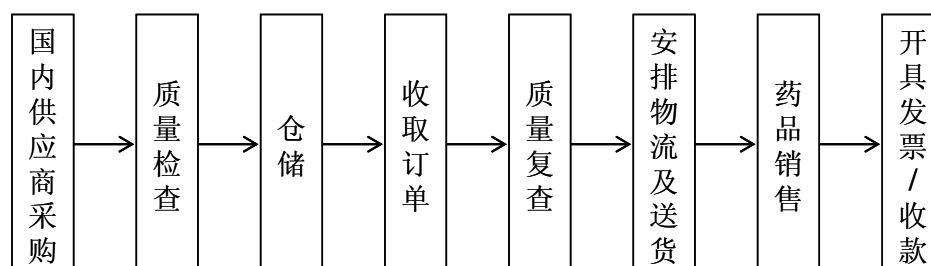 国内供应商采购
质量检查
仓储
收取订单
质量复查
安排物流及送货
药品销售
开具发票/收款